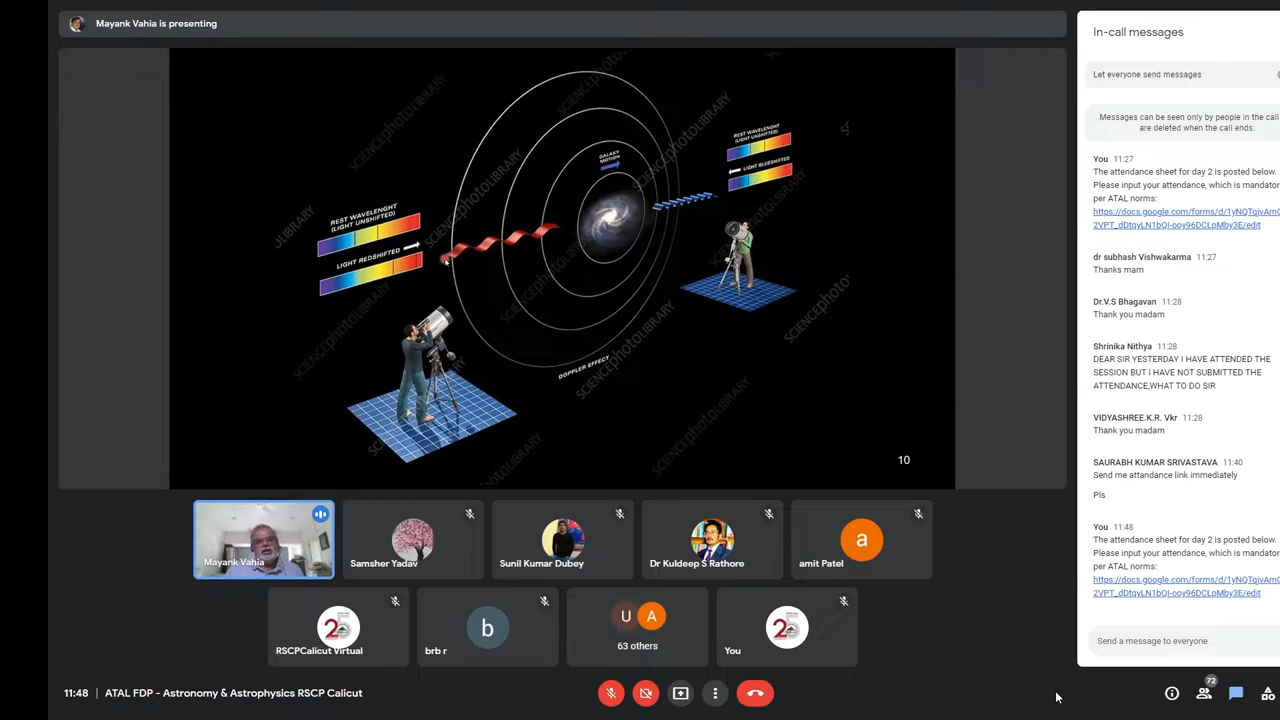 Mayank Vahia is presenting
SCIENCEphotoLIBRARY
REST WAVELENGHT
(LIGHT UNSHIFTED)
LIGHT REDSHIFTED
GALAXY
MOTION
REST WAVELENGHT
(LIGHT UNSHIFTED)
LIGHT BLUESHIFTED
DOPPLER EFFECT
10
Mayank Vahia
Samsher Yadav
Sunil Kumar Dubey
Dr Kuldeep S Rathore
a
amit Patel
25
RSCPCalicut Virtual
b
brb r
U A
63 others
25
You
11:48 | ATAL FDP - Astronomy & Astrophysics RSCP Calicut
72
In-call messages
Let everyone send messages
Messages can be seen only by people in the call
are deleted when the call ends.
You 11:27
The attendance sheet for day 2 is posted below.
Please input your attendance, which is mandator
per ATAL norms:
dr subhash Vishwakarma 11:27
Thanks mam
Dr.V.S Bhagavan 11:28
Thank you madam
Shrinika Nithya 11:28
DEAR SIR YESTERDAY I HAVE ATTENDED THE
SESSION BUT I HAVE NOT SUBMITTED THE
ATTENDANCE,WHAT TO DO SIR
VIDYASHREE.K.R. Vkr 11:28
Thank you madam
SAURABH KUMAR SRIVASTAVA 11:40
Send me attandance link immediately
Pls
You 11:48
The attendance sheet for day 2 is posted below.
Please input your attendance, which is mandator
per ATAL norms:
Send a message to everyone